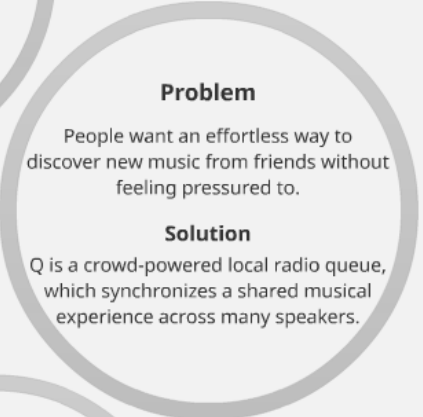 Problem
People want an effortless way to
discover new music from friends without
feeling pressured to.
Solution
Q is a crowd-powered local radio queue,
which synchronizes a shared musical
experience across many speakers.